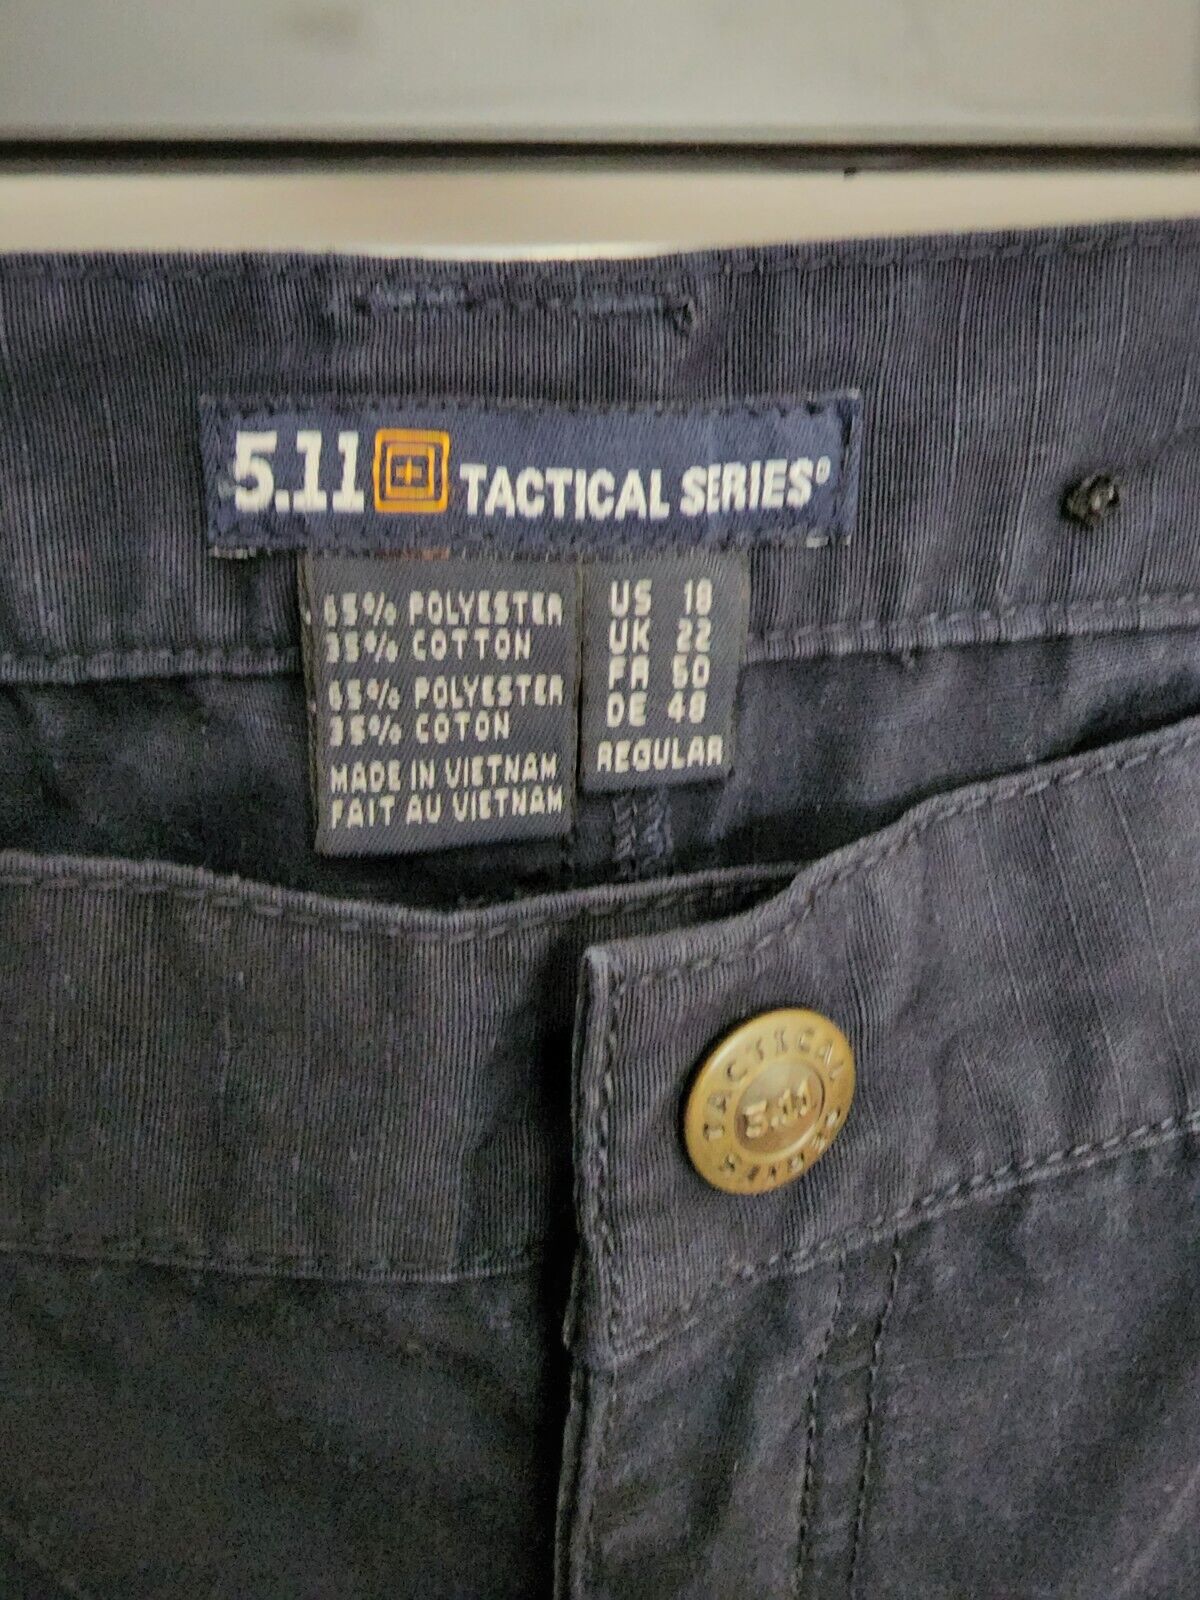 5.11 TACTICAL SERIES®
65% POLYESTER
35% COTTON
65% POLYESTER
35% COTON
MADE IN VIETNAM
FAIT AU VIETNAM
US 18
UK 22
FR 50
DE 48
REGULAR
TACTICAL
5.11
SERIES